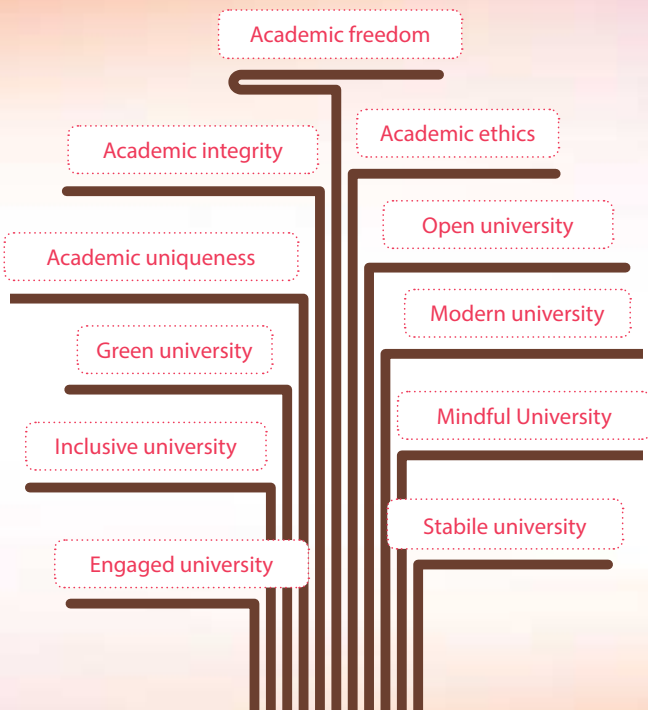 Academic freedom
Academic integrity
Academic ethics
Academic uniqueness
Open university
Green university
Modern university
Inclusive university
Mindful University
Engaged university
Stabile university